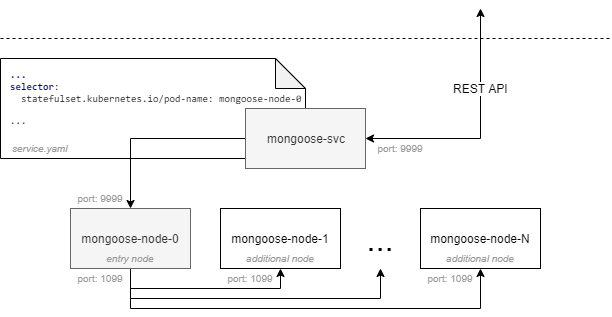 ...
selector:
statefulset.kubernetes.io/pod-name: mongoose-node-0
...
service.yaml
REST API
mongoose-svc
port: 9999
port: 9999
mongoose-node-0
entry node
port: 1099
mongoose-node-1
additional node
port: 1099
...
mongoose-node-N
additional node
port: 1099